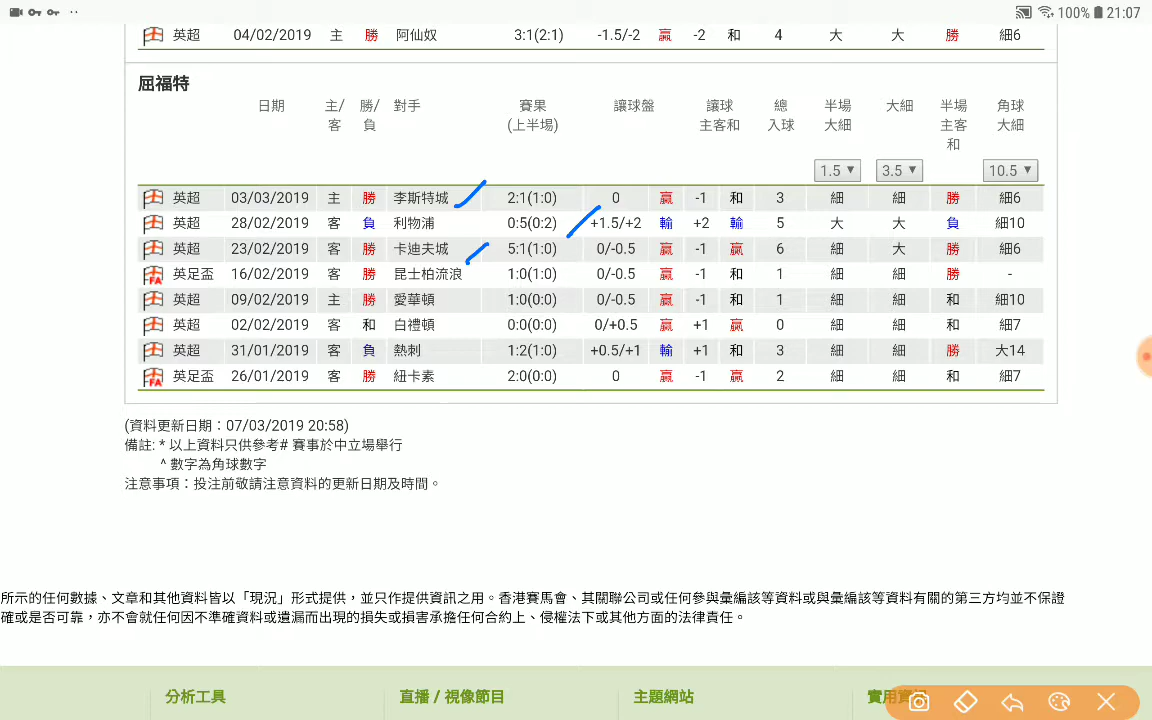 100% 21:07
英超 04/02/2019 主 勝 阿仙奴 3:1(2:1) -1.5/-2 贏 -2 和 4 大 大 勝 細6
屈福特
日期 主/客 勝/負 對手 賽果(上半場) 讓球盤 讓球主客和 總入球 半場大細 大細 半場主客和 角球大細
1.5 3.5 10.5
英超 03/03/2019 主 勝 李斯特城 2:1(1:0) 0 贏 -1 和 3 細 細 勝 細6
英超 28/02/2019 客 負 利物浦 0:5(0:2) +1.5/+2 輸 +2 輸 5 大 大 負 細10
英超 23/02/2019 客 勝 卡迪夫城 5:1(1:0) 0/-0.5 贏 -1 贏 6 細 大 勝 細6
FA 英足盃 16/02/2019 客 勝 昆士柏流浪 1:0(1:0) 0/-0.5 贏 -1 和 1 細 細 勝 -
英超 09/02/2019 主 勝 愛華頓 1:0(0:0) 0/-0.5 贏 -1 和 1 細 細 和 細10
英超 02/02/2019 客 和 白禮頓 0:0(0:0) 0/+0.5 贏 +1 贏 0 細 細 和 細7
英超 31/01/2019 客 負 熱刺 1:2(1:0) +0.5/+1 輸 +1 和 3 細 細 勝 大14
FA 英足盃 26/01/2019 客 勝 紐卡素 2:0(0:0) 0 贏 -1 贏 2 細 細 和 細7
(資料更新日期：07/03/2019 20:58)
備註: * 以上資料只供參考# 賽事於中立場舉行
^ 數字為角球數字
注意事項：投注前敬請注意資料的更新日期及時間。
所示的任何數據、文章和其他資料皆以「現況」形式提供，並只作提供資訊之用。香港賽馬會、其關聯公司或任何參與彙編該等資料或與彙編該等資料有關的第三方均並不保證
確或是否可靠，亦不會就任何因不準確資料或遺漏而出現的損失或損害承擔任何合約上、侵權法下或其他方面的法律責任。
分析工具 直播 / 視像節目 主題網站 實用資